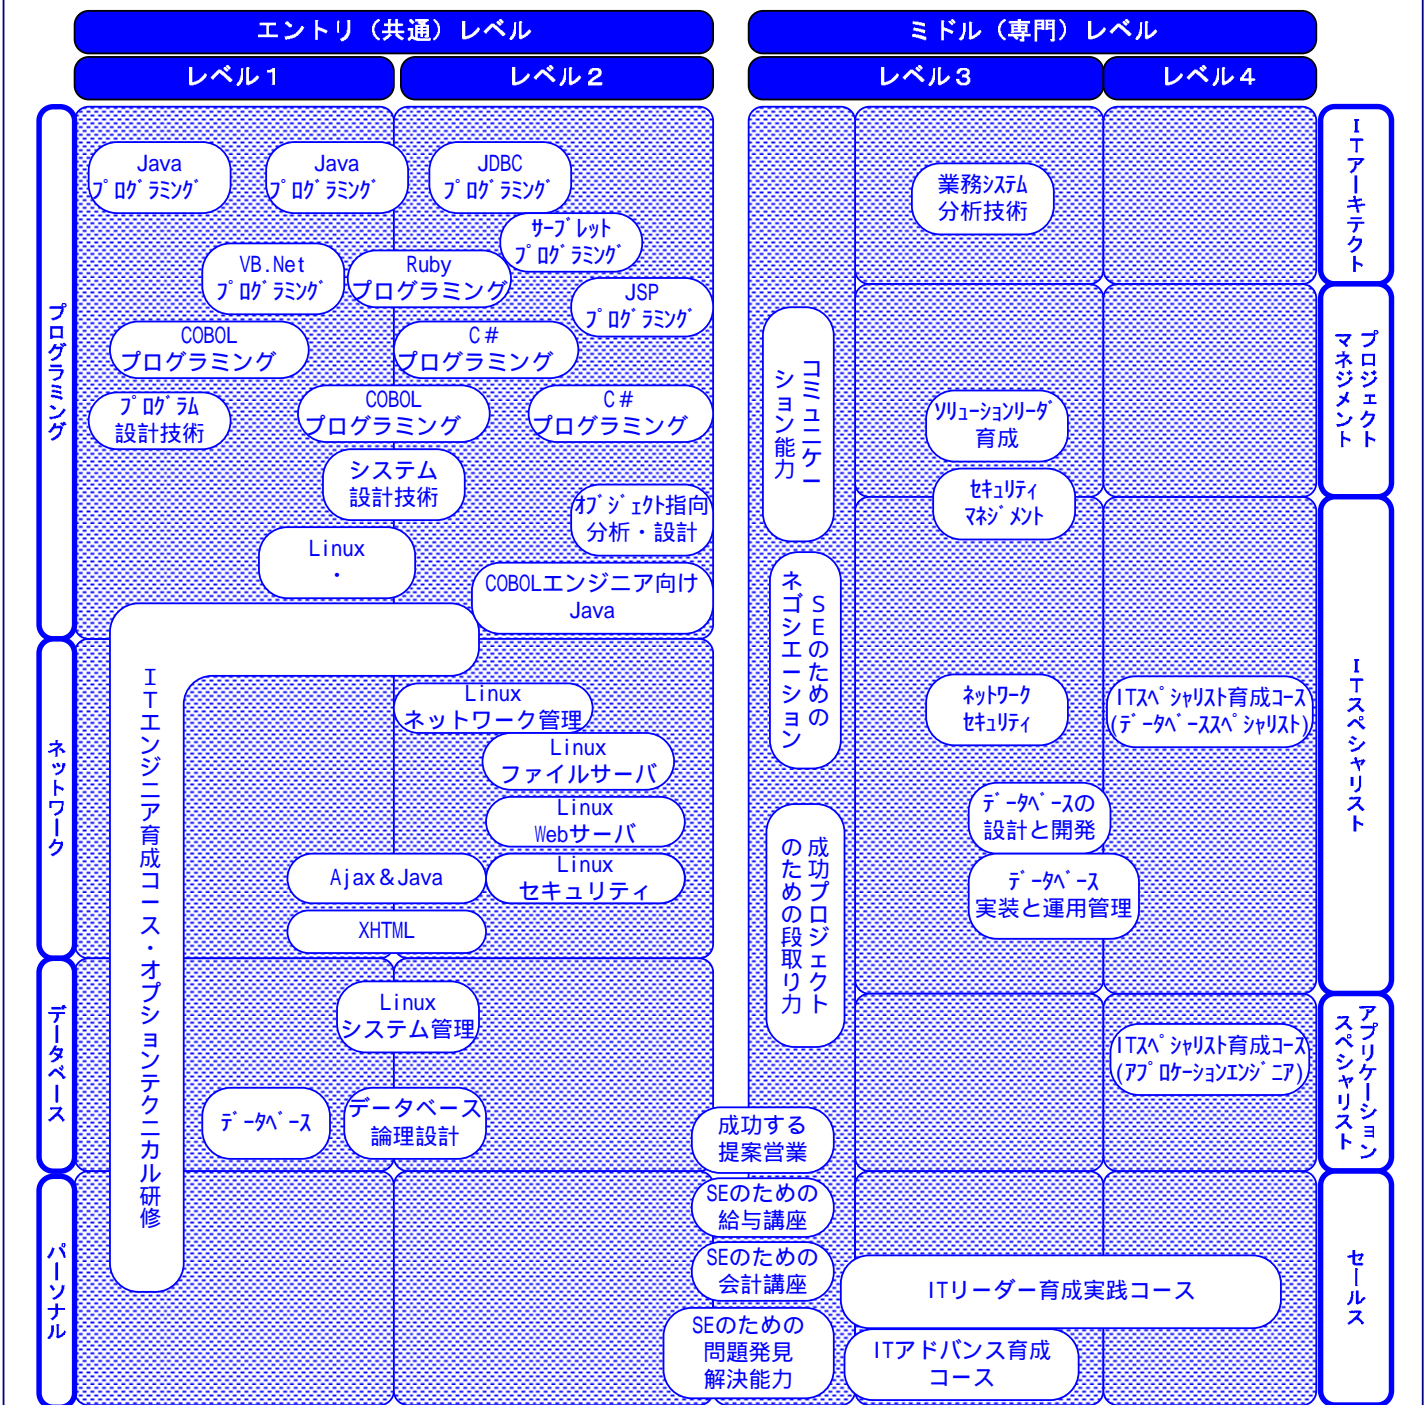 エントリ（共通）レベル
ミドル（専門）レベル
レベル１
レベル２
レベル３
レベル４
プログラミング
ネットワーク
データベース
パーソナル
Java
ﾌﾟﾛｸﾞﾗﾐﾝｸﾞ
Java
ﾌﾟﾛｸﾞﾗﾐﾝｸﾞ
JDBC
ﾌﾟﾛｸﾞﾗﾐﾝｸﾞ
ｻｰﾌﾞﾚｯﾄ
ﾌﾟﾛｸﾞﾗﾐﾝｸﾞ
VB.Net
ﾌﾟﾛｸﾞﾗﾐﾝｸﾞ
Ruby
プログラミング
JSP
ﾌﾟﾛｸﾞﾗﾐﾝｸﾞ
COBOL
プログラミング
C＃
プログラミング
ﾌﾟﾛｸﾞﾗﾑ
設計技術
COBOL
プログラミング
C＃
プログラミング
システム
設計技術
ｵﾌﾞｼﾞｪｸﾄ指向
分析・設計
Linux
・
COBOLエンジニア向け
Java
ＩＴエンジニア育成コース・オプションテクニカル研修
Linux
ネットワーク管理
Linux
ファイルサーバ
Linux
Webサーバ
Ajax＆Java
Linux
セキュリティ
XHTML
Linux
システム管理
ﾃﾞｰﾀﾍﾞｰｽ
データベース
論理設計
コミュニケー
ション能力
ＳＥのための
ネゴシエーション
成功プロジェクト
のための段取り力
成功する
提案営業
SEのための
給与講座
SEのための
会計講座
SEのための
問題発見
解決能力
業務ｼｽﾃﾑ
分析技術
ｿﾘｭｰｼｮﾝﾘｰﾀﾞ
育成
ｾｷｭﾘﾃｨ
ﾏﾈｼﾞﾒﾝﾄ
ﾈｯﾄﾜｰｸ
ｾｷｭﾘﾃｨ
ITｽﾍﾟｼｬﾘｽﾄ育成ｺｰｽ
(ﾃﾞｰﾀﾍﾞｰｽｽﾍﾟｼｬﾘｽﾄ)
ﾃﾞｰﾀﾍﾞｰｽの
設計と開発
ﾃﾞｰﾀﾍﾞｰｽ
実装と運用管理
ITｽﾍﾟｼｬﾘｽﾄ育成ｺｰｽ
(ｱﾌﾟﾛｹｰｼｮﾝｴﾝｼﾞﾆｱ)
ITリーダー育成実践コース
ITアドバンス育成
コース
ＩＴアーキテクト
プロジェクト
マネジメント
ＩＴスペシャリスト
アプリケーション
スペシャリスト
セールス